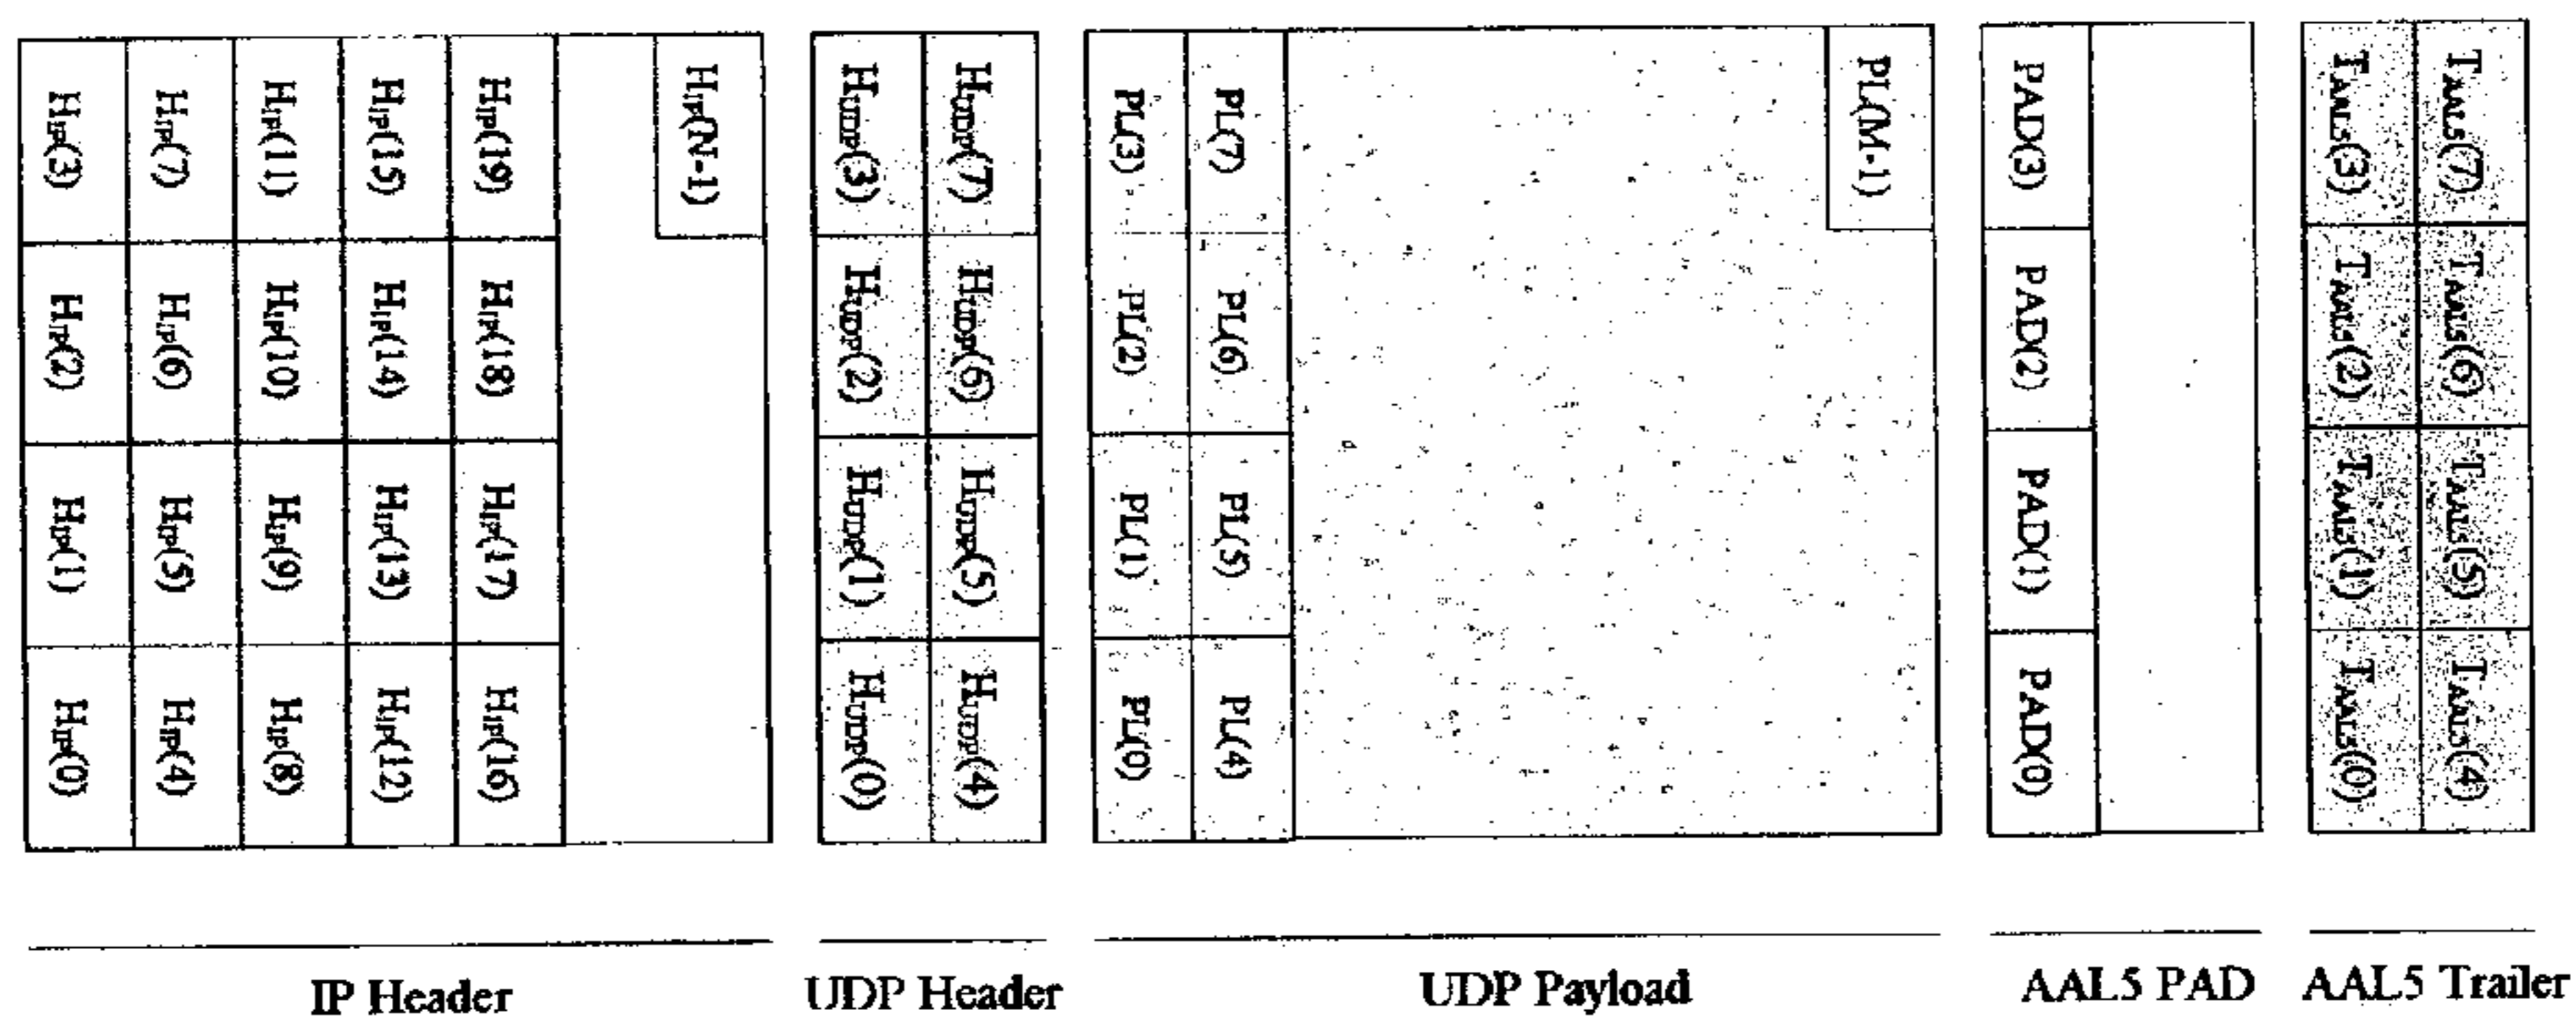 H_IP(3) H_IP(7) H_IP(11) H_IP(15) H_IP(19) H_IP(N-1) H_UDP(3) H_UDP(7) PL(3) PL(7) PL(M-1) PAD(3) T_AAL5(3) T_AAL5(7)
H_IP(2) H_IP(6) H_IP(10) H_IP(14) H_IP(18) H_UDP(2) H_UDP(6) PL(2) PL(6) PAD(2) T_AAL5(2) T_AAL5(6)
H_IP(1) H_IP(5) H_IP(9) H_IP(13) H_IP(17) H_UDP(1) H_UDP(5) PL(1) PL(5) PAD(1) T_AAL5(1) T_AAL5(5)
H_IP(0) H_IP(4) H_IP(8) H_IP(12) H_IP(16) H_UDP(0) H_UDP(4) PL(0) PL(4) PAD(0) T_AAL5(0) T_AAL5(4)
IP Header UDP Header UDP Payload AAL5 PAD AAL5 Trailer